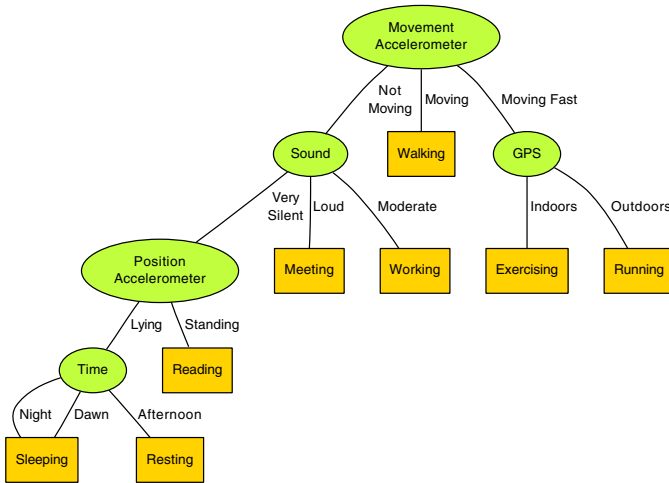 Movement
Accelerometer
Not
Moving
Moving
Moving Fast
Sound
Walking
GPS
Very
Silent
Loud
Moderate
Indoors
Outdoors
Position
Accelerometer
Meeting
Working
Exercising
Running
Lying
Standing
Time
Reading
Night
Dawn
Afternoon
Sleeping
Resting